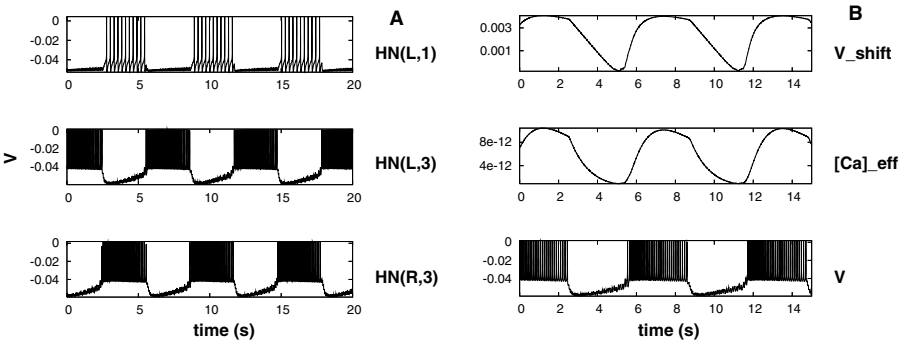 A
0
-0.02
-0.04
0 5 10 15 20
HN(L,1)
0
-0.02
-0.04
0 5 10 15 20
HN(L,3)
V
0
-0.02
-0.04
0 5 10 15 20
HN(R,3)
time (s)
B
0.003
0.001
0 2 4 6 8 10 12 14
V_shift
8e-12
4e-12
0 2 4 6 8 10 12 14
[Ca]_eff
0
-0.02
-0.04
0 2 4 6 8 10 12 14
V
time (s)